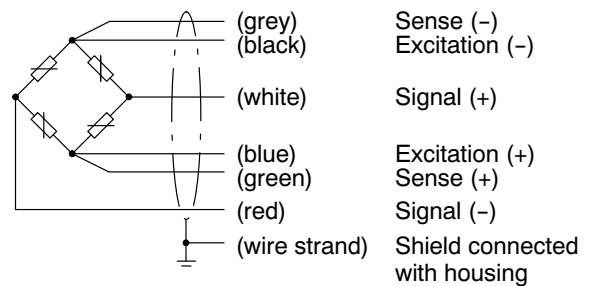 (grey) Sense (–)
(black) Excitation (–)
(white) Signal (+)
(blue) Excitation (+)
(green) Sense (+)
(red) Signal (–)
(wire strand) Shield connected
with housing